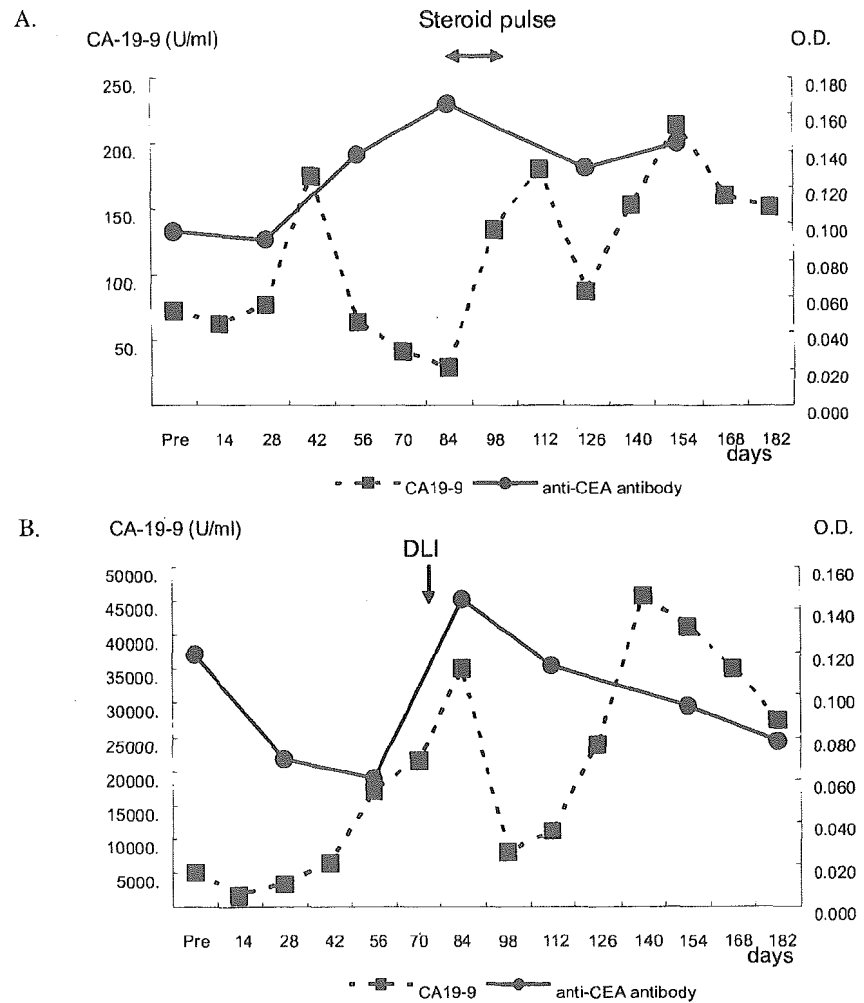 A.
Steroid pulse
CA-19-9 (U/ml)
O.D.
250.
200.
150.
100.
50.
0.180
0.160
0.140
0.120
0.100
0.080
0.060
0.040
0.020
0.000
Pre 14 28 42 56 70 84 98 112 126 140 154 168 182
days
CA19-9 anti-CEA antibody
B.
CA-19-9 (U/ml)
O.D.
DLI
50000.
45000.
40000.
35000.
30000.
25000.
20000.
15000.
10000.
5000.
0.160
0.140
0.120
0.100
0.080
0.060
0.040
0.020
0.000
Pre 14 28 42 56 70 84 98 112 126 140 154 168 182
days
CA19-9 anti-CEA antibody